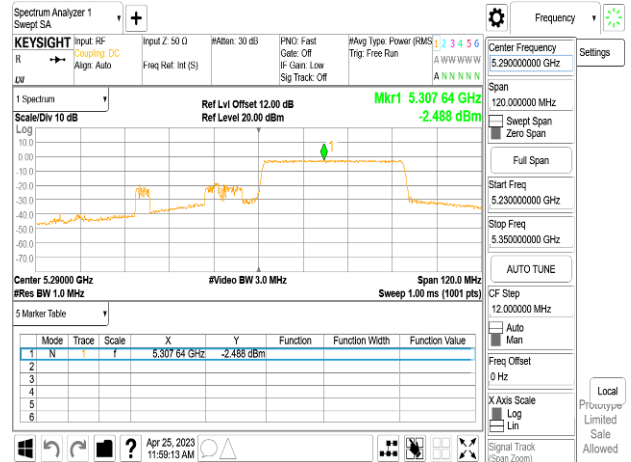 Spectrum Analyzer 1
Swept SA
Frequency
KEYSIGHT
R
Input: RF
Coupling: DC
Align: Auto
Input Z: 50 Ω
Freq Ref: Int (S)
#Atten: 30 dB
PNO: Fast
Gate: Off
IF Gain: Low
Sig Track: Off
#Avg Type: Power (RMS
Trig: Free Run
1 2 3 4 5 6
A W W W W W
A N N N N N
1 Spectrum
Scale/Div 10 dB
Log
Ref Lvl Offset 12.00 dB
Ref Level 20.00 dBm
Mkr1 5.307 64 GHz
-2.488 dBm
10.0
0.00
-10.0
-20.0
-30.0
-40.0
-50.0
-60.0
-70.0
1
Center 5.29000 GHz
#Video BW 3.0 MHz
Span 120.0 MHz
#Res BW 1.0 MHz
Sweep 1.00 ms (1001 pts)
5 Marker Table
Mode Trace Scale X Y Function Function Width Function Value
1 N 1 f 5.307 64 GHz -2.488 dBm
2
3
4
5
6
Apr 25, 2023
11:59:13 AM
Center Frequency
5.290000000 GHz
Settings
Span
120.000000 MHz
Swept Span
Zero Span
Full Span
Start Freq
5.230000000 GHz
Stop Freq
5.350000000 GHz
AUTO TUNE
CF Step
12.000000 MHz
Auto
Man
Freq Offset
0 Hz
X Axis Scale
Log
Lin
Signal Track
(Span Zoom)
Local
Prototype
Limited
Sale
Allowed